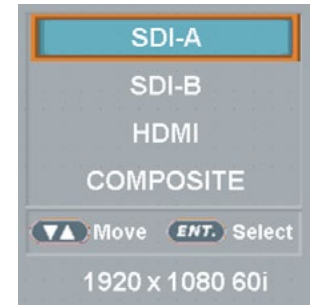 SDI-A
SDI-B
HDMI
COMPOSITE
▼▲ Move ENT. Select
1920 x 1080 60i